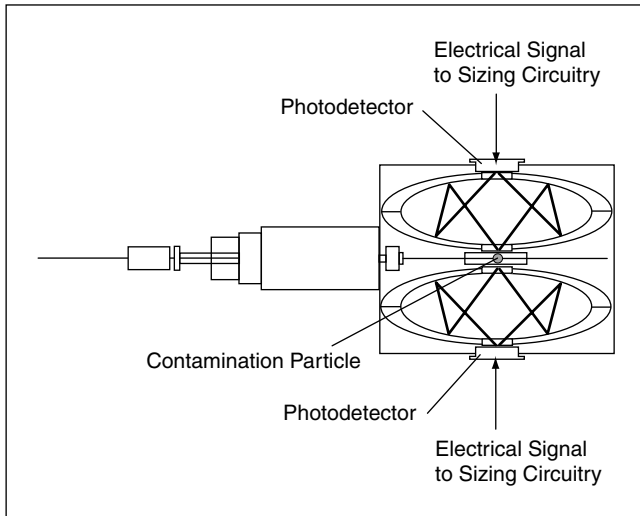 Electrical Signal
to Sizing Circuitry
Photodetector
Contamination Particle
Photodetector
Electrical Signal
to Sizing Circuitry